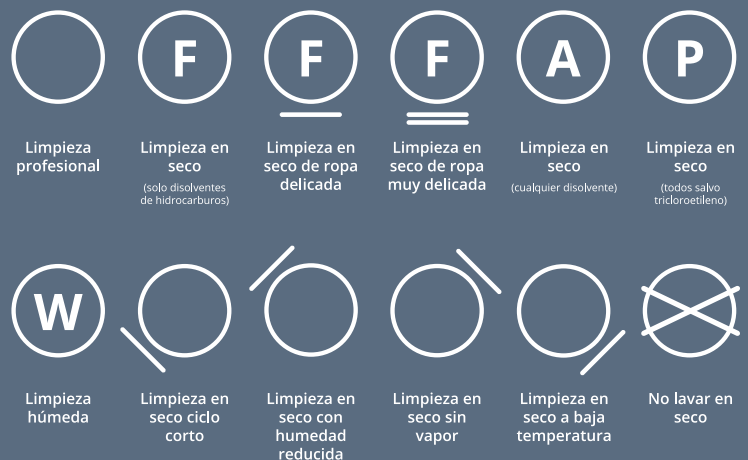 F F F A P
Limpieza
profesional
Limpieza en
seco
(solo disolventes
de hidrocarburos)
Limpieza en
seco de ropa
delicada
Limpieza en
seco de ropa
muy delicada
Limpieza en
seco
(cualquier disolvente)
Limpieza en
seco
(todos salvo
tricloroetileno)
W
Limpieza
húmeda
Limpieza en
seco ciclo
corto
Limpieza en
seco con
humedad
reducida
Limpieza en
seco sin
vapor
Limpieza en
seco a baja
temperatura
No lavar en
seco